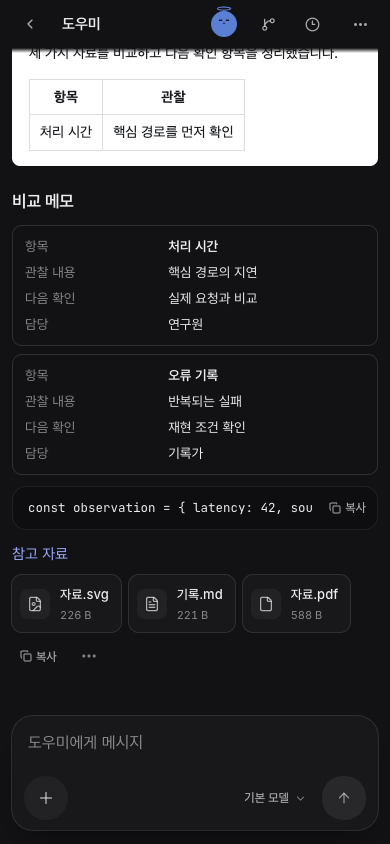 도우미
세 가지 자료를 비교하고 다음 확인 항목을 정리했습니다.
항목 관찰
처리 시간 핵심 경로를 먼저 확인
비교 메모
항목 처리 시간
관찰 내용 핵심 경로의 지연
다음 확인 실제 요청과 비교
담당 연구원
항목 오류 기록
관찰 내용 반복되는 실패
다음 확인 재현 조건 확인
담당 기록가
const observation = { latency: 42, sou 복사
참고 자료
자료.svg 기록.md 자료.pdf
226 B 221 B 588 B
복사
도우미에게 메시지
기본 모델